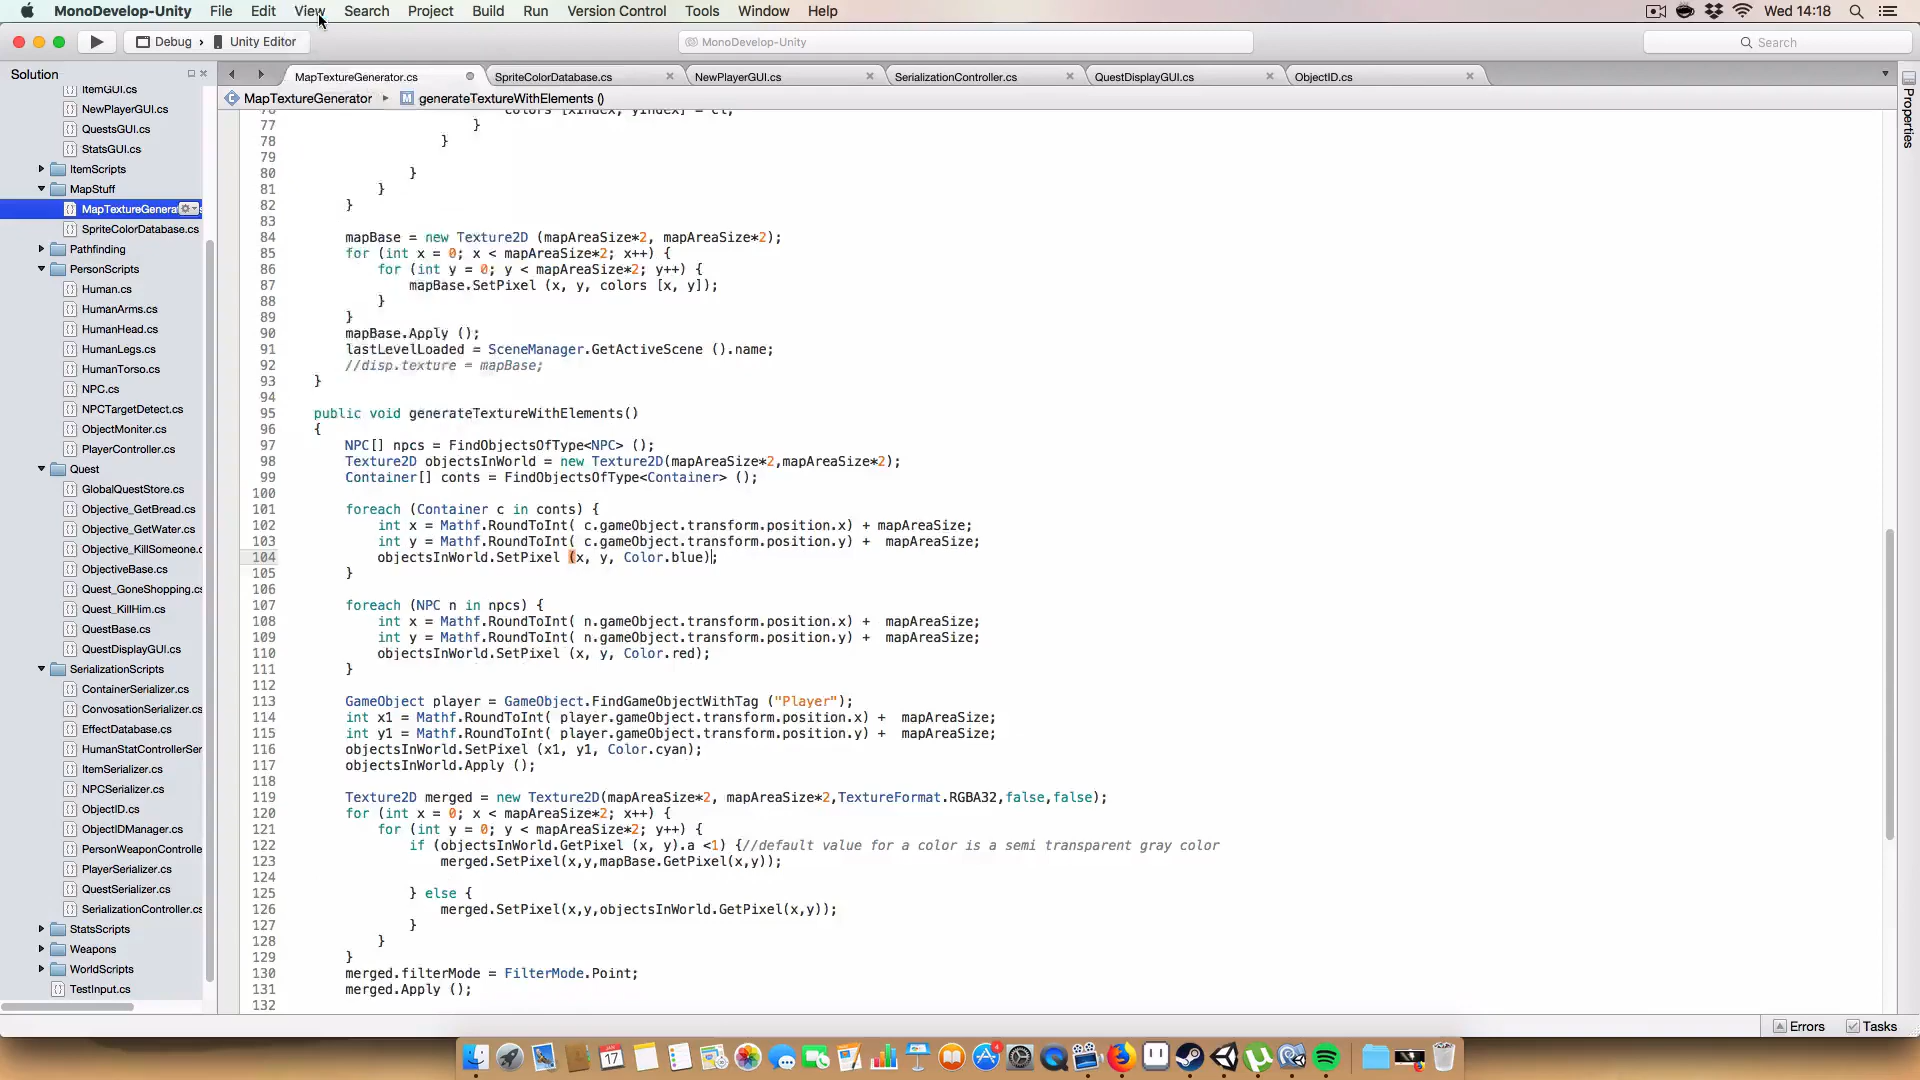 MonoDevelop-Unity File Edit View Search Project Build Run Version Control Tools Window Help Wed 14:18
Debug › Unity Editor MonoDevelop-Unity Search
Solution
MapTextureGenerator.cs SpriteColorDatabase.cs NewPlayerGUI.cs SerializationController.cs QuestDisplayGUI.cs ObjectID.cs
MapTextureGenerator generateTextureWithElements ()
Properties
ItemGUI.cs
NewPlayerGUI.cs
QuestsGUI.cs
StatsGUI.cs
ItemScripts
MapStuff
MapTextureGenerat
SpriteColorDatabase.cs
Pathfinding
PersonScripts
Human.cs
HumanArms.cs
HumanHead.cs
HumanLegs.cs
HumanTorso.cs
NPC.cs
NPCTargetDetect.cs
ObjectMoniter.cs
PlayerController.cs
Quest
GlobalQuestStore.cs
Objective_GetBread.cs
Objective_GetWater.cs
Objective_KillSomeone.c
ObjectiveBase.cs
Quest_GoneShopping.cs
Quest_KillHim.cs
QuestBase.cs
QuestDisplayGUI.cs
SerializationScripts
ContainerSerializer.cs
ConvosationSerializer.cs
EffectDatabase.cs
HumanStatControllerSer
ItemSerializer.cs
NPCSerializer.cs
ObjectID.cs
ObjectIDManager.cs
PersonWeaponControlle
PlayerSerializer.cs
QuestSerializer.cs
SerializationController.cs
StatsScripts
Weapons
WorldScripts
TestInput.cs
76 colors [xIndex, yIndex] = cl;
77 }
78 }
79
80 }
81 }
82 }
83
84 mapBase = new Texture2D (mapAreaSize*2, mapAreaSize*2);
85 for (int x = 0; x < mapAreaSize*2; x++) {
86 for (int y = 0; y < mapAreaSize*2; y++) {
87 mapBase.SetPixel (x, y, colors [x, y]);
88 }
89 }
90 mapBase.Apply ();
91 lastLevelLoaded = SceneManager.GetActiveScene ().name;
92 //disp.texture = mapBase;
93 }
94
95 public void generateTextureWithElements()
96 {
97 NPC[] npcs = FindObjectsOfType<NPC> ();
98 Texture2D objectsInWorld = new Texture2D(mapAreaSize*2,mapAreaSize*2);
99 Container[] conts = FindObjectsOfType<Container> ();
100
101 foreach (Container c in conts) {
102 int x = Mathf.RoundToInt( c.gameObject.transform.position.x) + mapAreaSize;
103 int y = Mathf.RoundToInt( c.gameObject.transform.position.y) + mapAreaSize;
104 objectsInWorld.SetPixel (x, y, Color.blue);
105 }
106
107 foreach (NPC n in npcs) {
108 int x = Mathf.RoundToInt( n.gameObject.transform.position.x) + mapAreaSize;
109 int y = Mathf.RoundToInt( n.gameObject.transform.position.y) + mapAreaSize;
110 objectsInWorld.SetPixel (x, y, Color.red);
111 }
112
113 GameObject player = GameObject.FindGameObjectWithTag ("Player");
114 int x1 = Mathf.RoundToInt( player.gameObject.transform.position.x) + mapAreaSize;
115 int y1 = Mathf.RoundToInt( player.gameObject.transform.position.y) + mapAreaSize;
116 objectsInWorld.SetPixel (x1, y1, Color.cyan);
117 objectsInWorld.Apply ();
118
119 Texture2D merged = new Texture2D(mapAreaSize*2, mapAreaSize*2,TextureFormat.RGBA32,false,false);
120 for (int x = 0; x < mapAreaSize*2; x++) {
121 for (int y = 0; y < mapAreaSize*2; y++) {
122 if (objectsInWorld.GetPixel (x, y).a <1) {//default value for a color is a semi transparent gray color
123 merged.SetPixel(x,y,mapBase.GetPixel(x,y));
124
125 } else {
126 merged.SetPixel(x,y,objectsInWorld.GetPixel(x,y));
127 }
128 }
129 }
130 merged.filterMode = FilterMode.Point;
131 merged.Apply ();
132
Errors Tasks